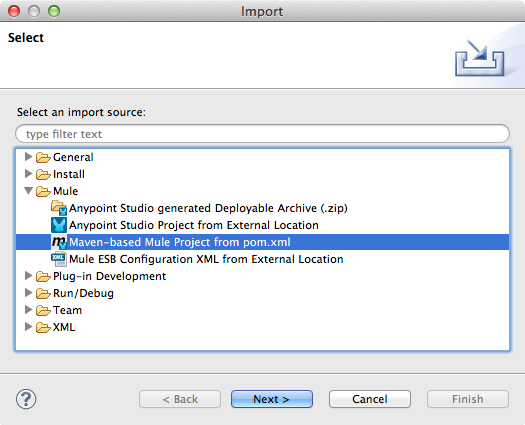 Import
Select
Select an import source:
type filter text
General
Install
Mule
Anypoint Studio generated Deployable Archive (.zip)
Anypoint Studio Project from External Location
m Maven-based Mule Project from pom.xml
XML Mule ESB Configuration XML from External Location
Plug-in Development
Run/Debug
Team
XML
? < Back Next > Cancel Finish